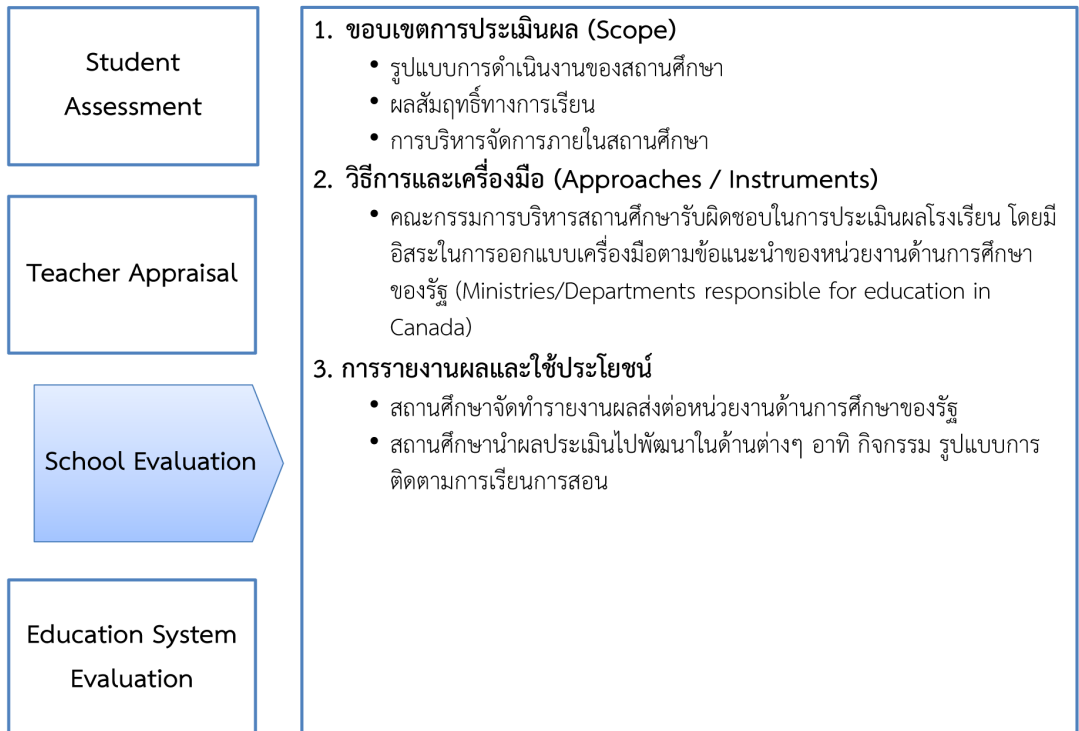 Student
Assessment
Teacher Appraisal
School Evaluation
Education System
Evaluation
1. ขอบเขตการประเมินผล (Scope)
• รูปแบบการดำเนินงานของสถานศึกษา
• ผลสัมฤทธิ์ทางการเรียน
• การบริหารจัดการภายในสถานศึกษา
2. วิธีการและเครื่องมือ (Approaches / Instruments)
• คณะกรรมการบริหารสถานศึกษารับผิดชอบในการประเมินผลโรงเรียน โดยมี
อิสระในการออกแบบเครื่องมือตามข้อแนะนำของหน่วยงานด้านการศึกษา
ของรัฐ (Ministries/Departments responsible for education in
Canada)
3. การรายงานผลและใช้ประโยชน์
• สถานศึกษาจัดทำรายงานผลส่งต่อหน่วยงานด้านการศึกษาของรัฐ
• สถานศึกษานำผลประเมินไปพัฒนาในด้านต่างๆ อาทิ กิจกรรม รูปแบบการ
ติดตามการเรียนการสอน